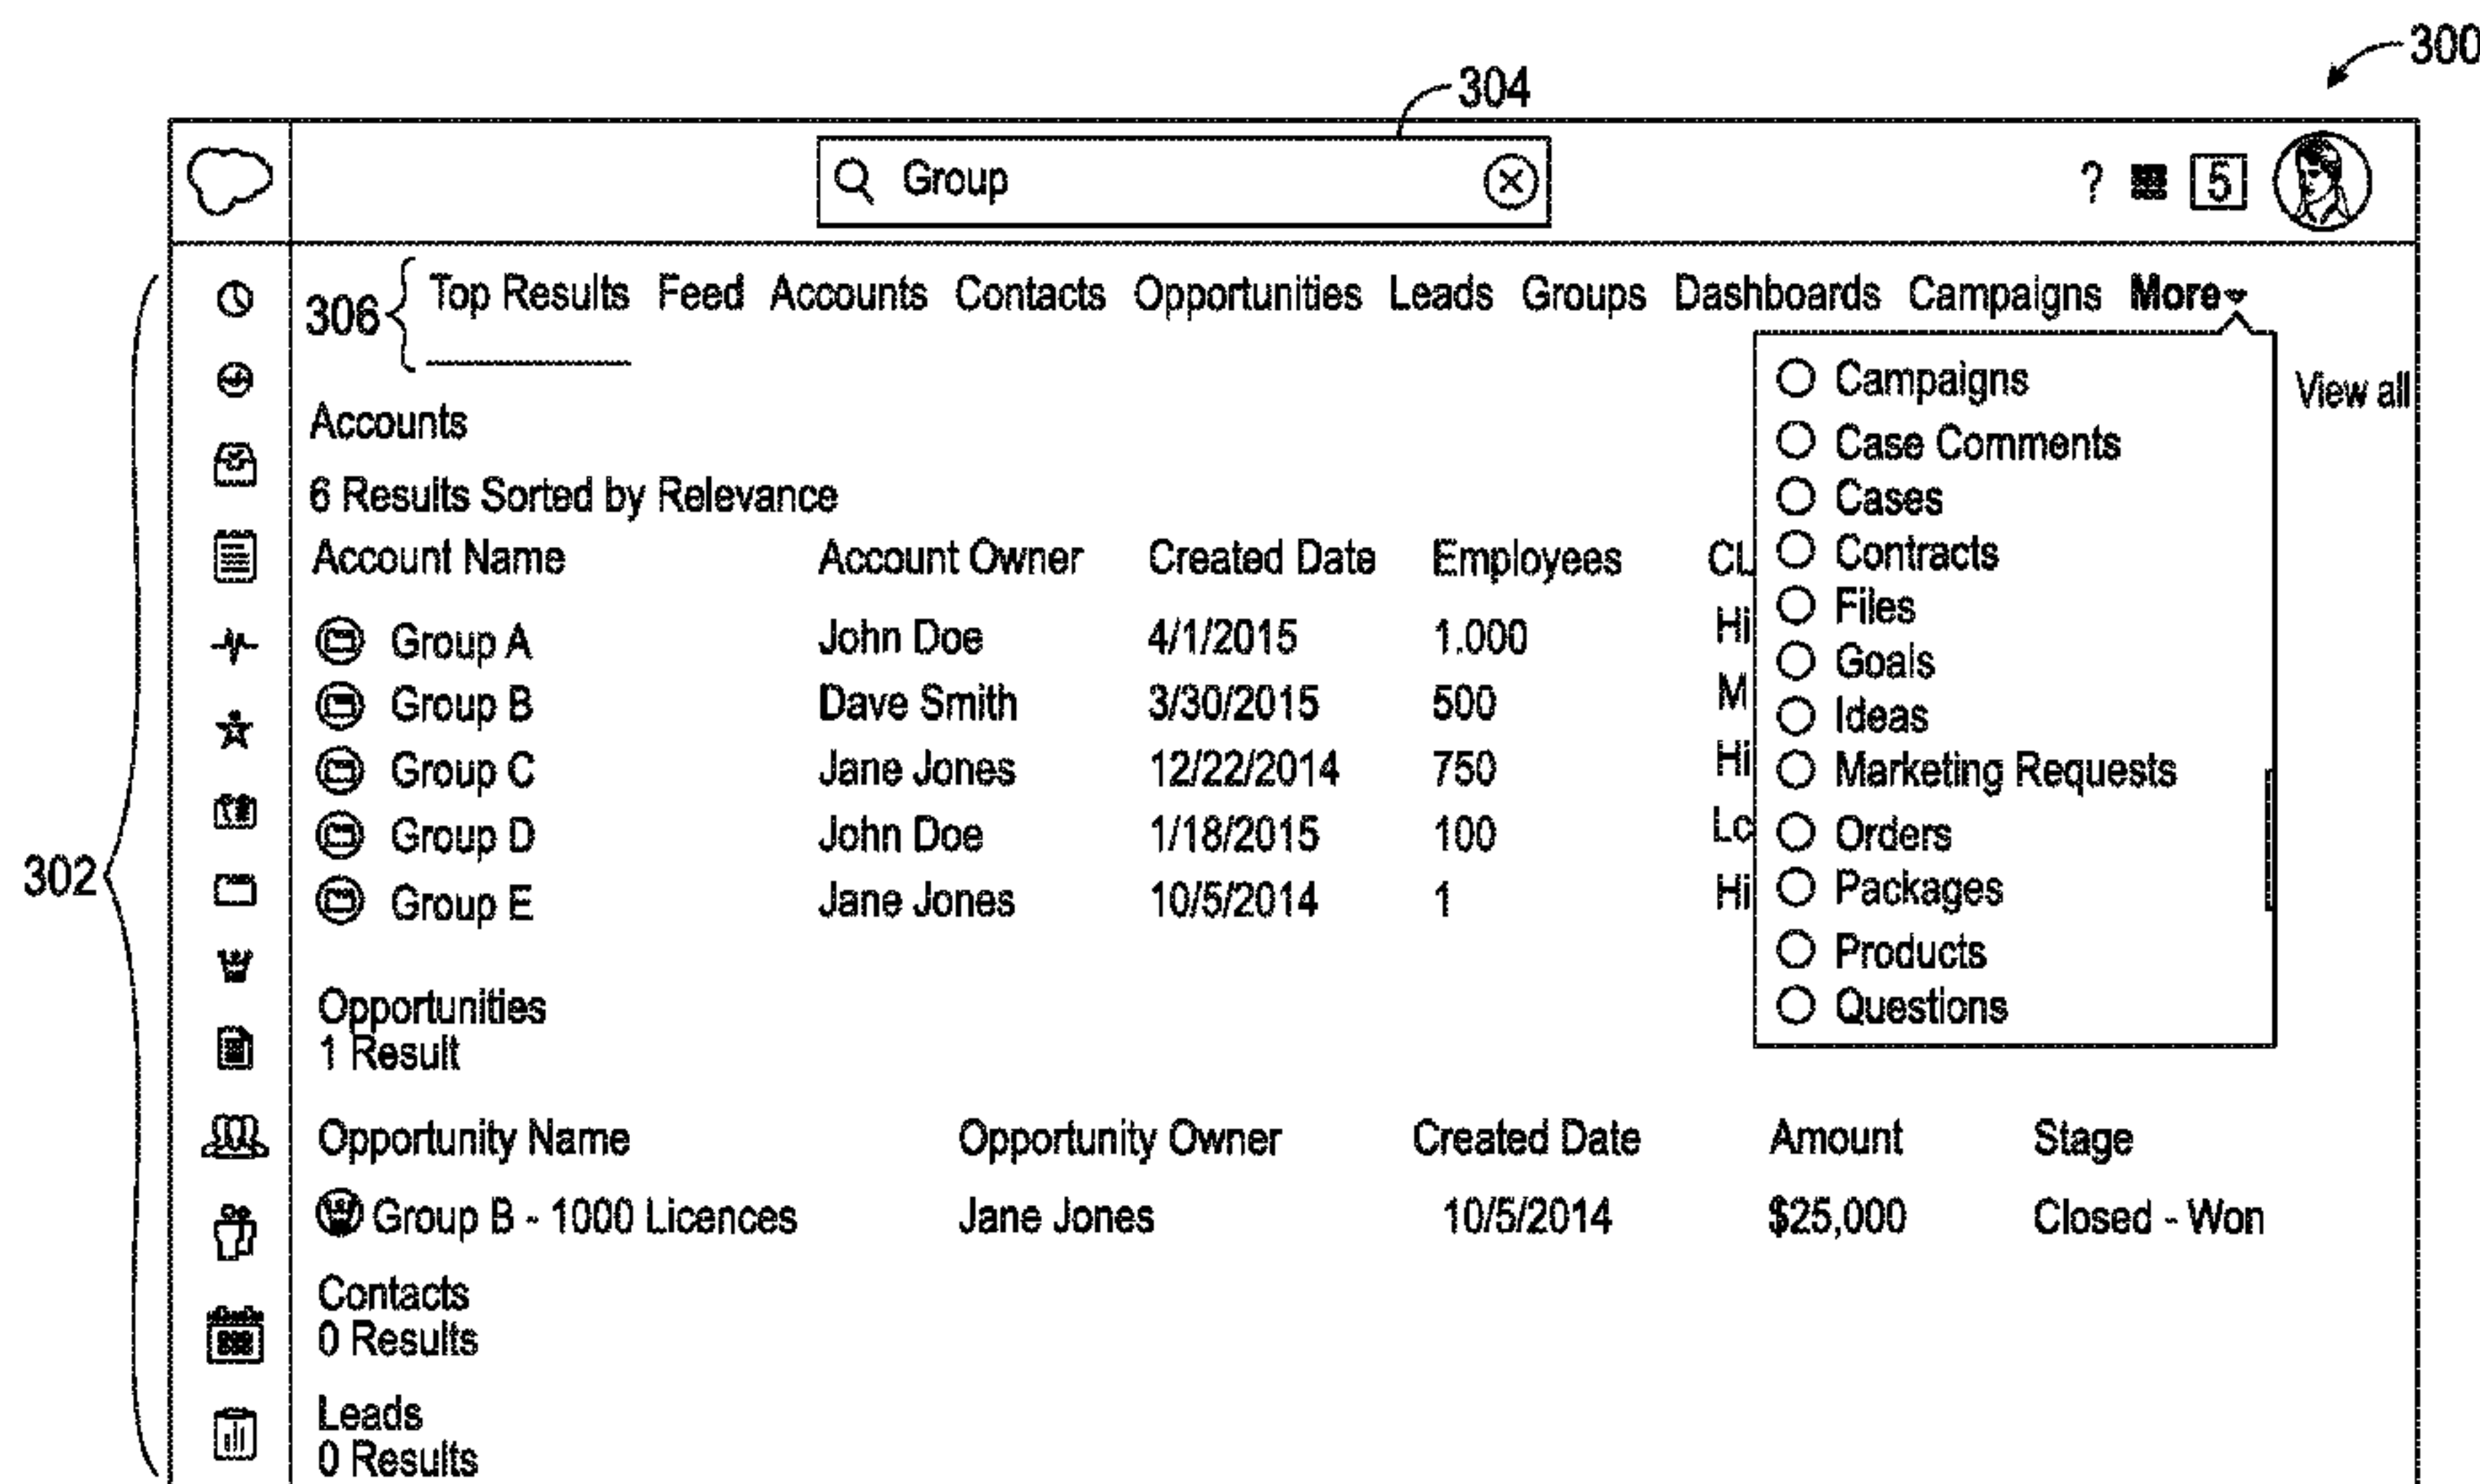 300
304
Group
? 5
306 Top Results Feed Accounts Contacts Opportunities Leads Groups Dashboards Campaigns More
Campaigns
View all
Accounts
Case Comments
6 Results Sorted by Relevance
Cases
Account Name Account Owner Created Date Employees CL
Contracts
Files
Group A John Doe 4/1/2015 1.000 Hi
Goals
Group B Dave Smith 3/30/2015 500 M
Ideas
Group C Jane Jones 12/22/2014 750 Hi
Marketing Requests
Group D John Doe 1/18/2015 100 Lo
Orders
302
Group E Jane Jones 10/5/2014 1 Hi
Packages
Products
Questions
Opportunities
1 Result
Opportunity Name Opportunity Owner Created Date Amount Stage
Group B - 1000 Licences Jane Jones 10/5/2014 $25,000 Closed - Won
Contacts
0 Results
Leads
0 Results